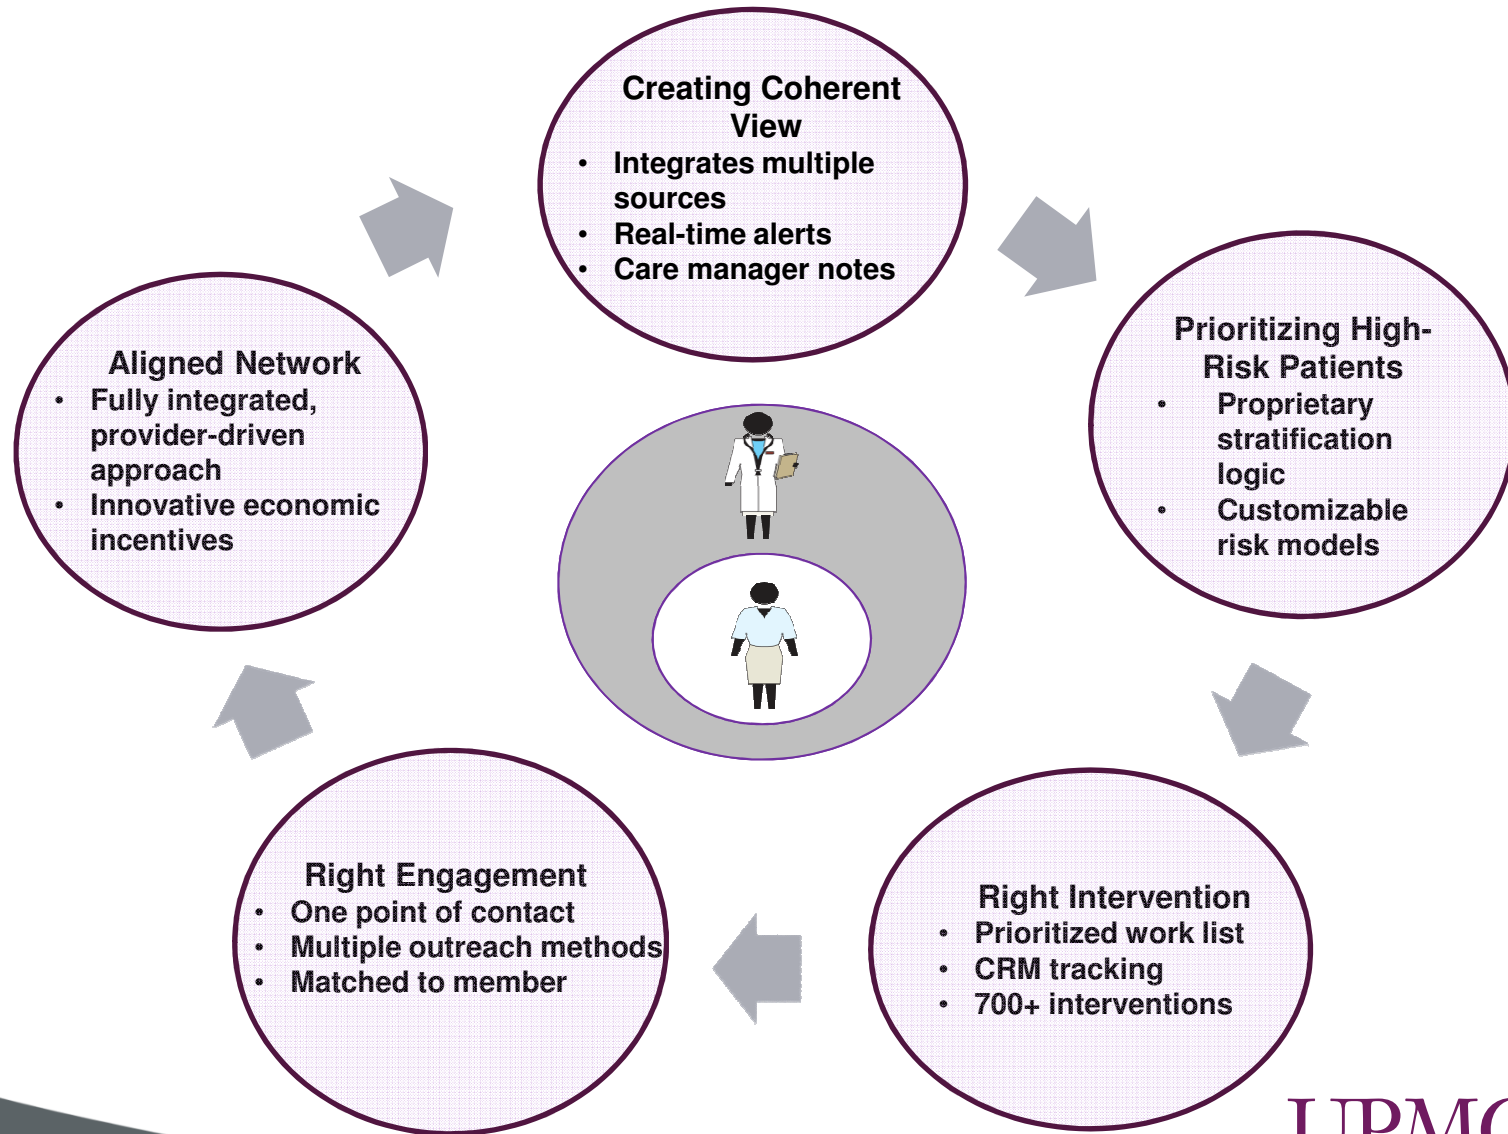 Creating Coherent
View
• Integrates multiple
sources
• Real-time alerts
• Care manager notes
Prioritizing High-
Risk Patients
• Proprietary
stratification
logic
• Customizable
risk models
Right Intervention
• Prioritized work list
• CRM tracking
• 700+ interventions
Right Engagement
• One point of contact
• Multiple outreach methods
• Matched to member
Aligned Network
• Fully integrated,
provider-driven
approach
• Innovative economic
incentives
UPMC